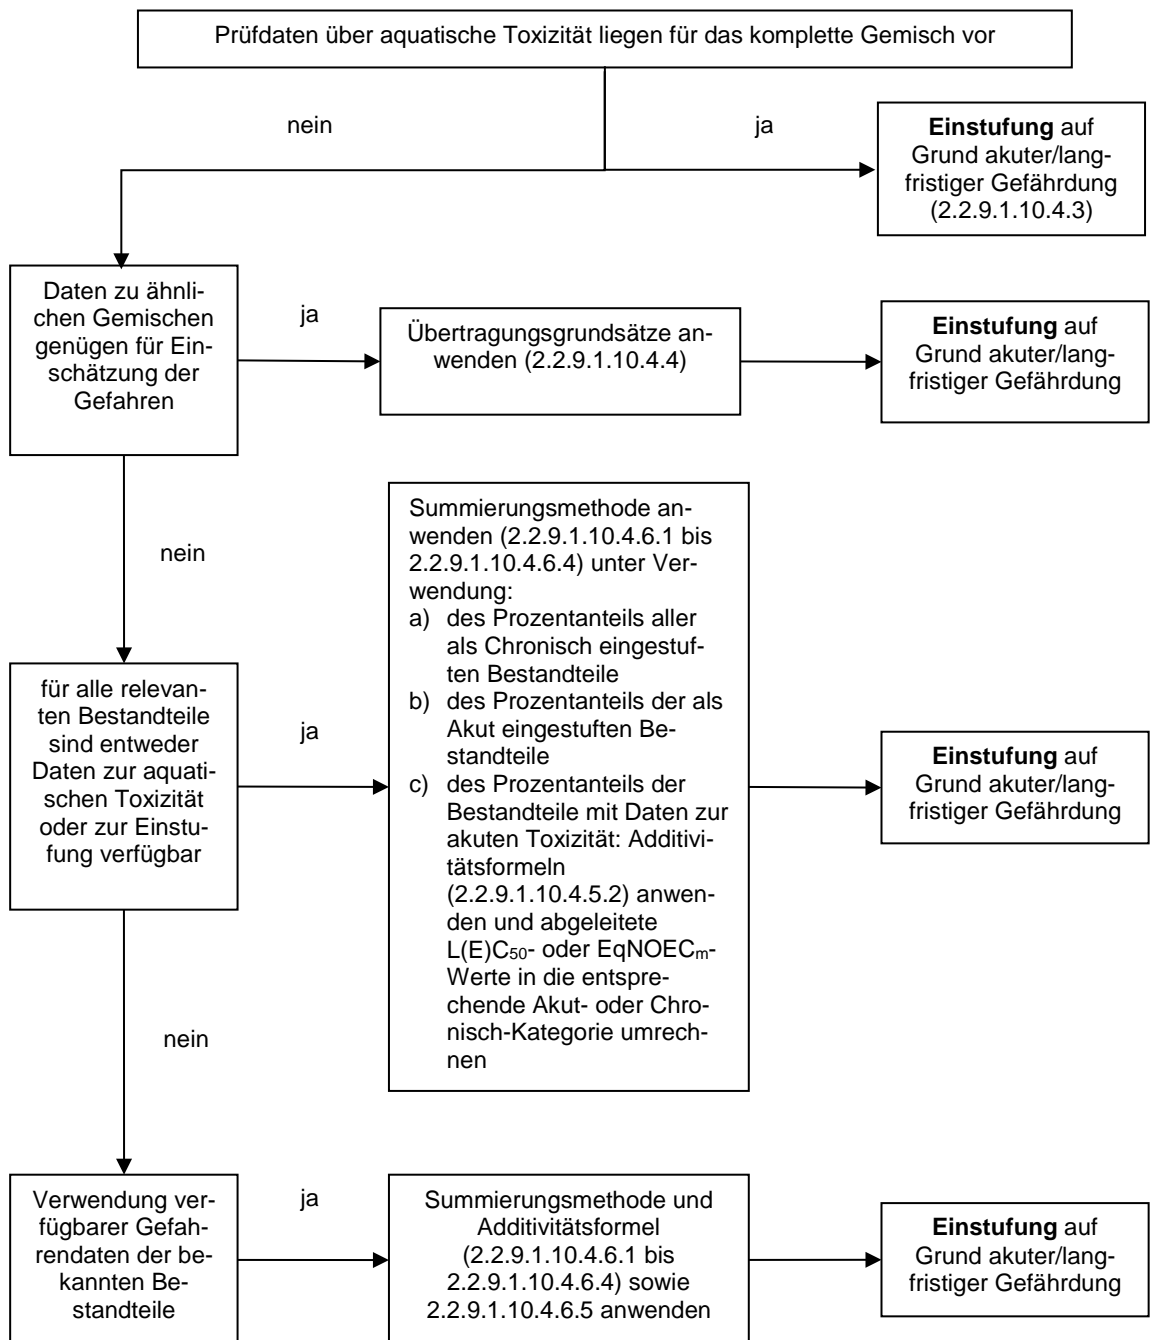 Prüfdaten über aquatische Toxizität liegen für das komplette Gemisch vor
nein
ja
Einstufung auf
Grund akuter/lang-
fristiger Gefährdung
(2.2.9.1.10.4.3)
Daten zu ähnli-
chen Gemischen
genügen für Ein-
schätzung der
Gefahren
ja
Übertragungsgrundsätze an-
wenden (2.2.9.1.10.4.4)
Einstufung auf
Grund akuter/lang-
fristiger Gefährdung
nein
Summierungsmethode an-
wenden (2.2.9.1.10.4.6.1 bis
2.2.9.1.10.4.6.4) unter Ver-
wendung:
a) des Prozentanteils aller
als Chronisch eingestuf-
ten Bestandteile
b) des Prozentanteils der als
Akut eingestuften Be-
standteile
c) des Prozentanteils der
Bestandteile mit Daten zur
akuten Toxizität: Additivi-
tätsformeln
(2.2.9.1.10.4.5.2) anwen-
den und abgeleitete
L(E)C50- oder EqNOECm-
Werte in die entspre-
chende Akut- oder Chro-
nisch-Kategorie umrech-
nen
für alle relevan-
ten Bestandteile
sind entweder
Daten zur aquati-
schen Toxizität
oder zur Einstu-
fung verfügbar
ja
Einstufung auf
Grund akuter/lang-
fristiger Gefährdung
nein
Verwendung ver-
fügbarer Gefah-
rendaten der be-
kannten Be-
standteile
ja
Summierungsmethode und
Additivitätsformel
(2.2.9.1.10.4.6.1 bis
2.2.9.1.10.4.6.4) sowie
2.2.9.1.10.4.6.5 anwenden
Einstufung auf
Grund akuter/lang-
fristiger Gefährdung